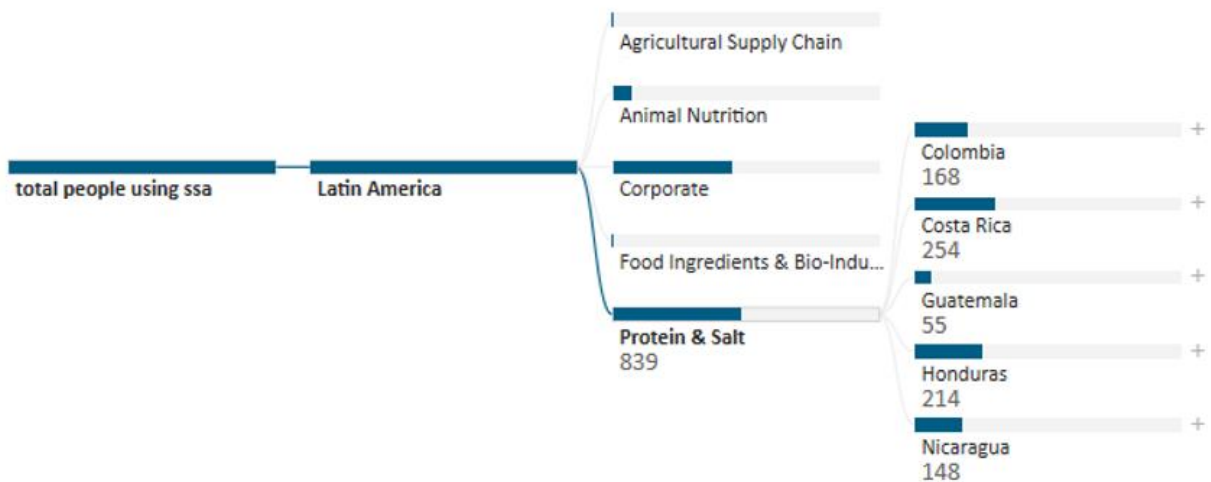 total people using ssa
Latin America
Agricultural Supply Chain
Animal Nutrition
Corporate
Food Ingredients & Bio-Indu...
Protein & Salt
839
Colombia
168
Costa Rica
254
Guatemala
55
Honduras
214
Nicaragua
148